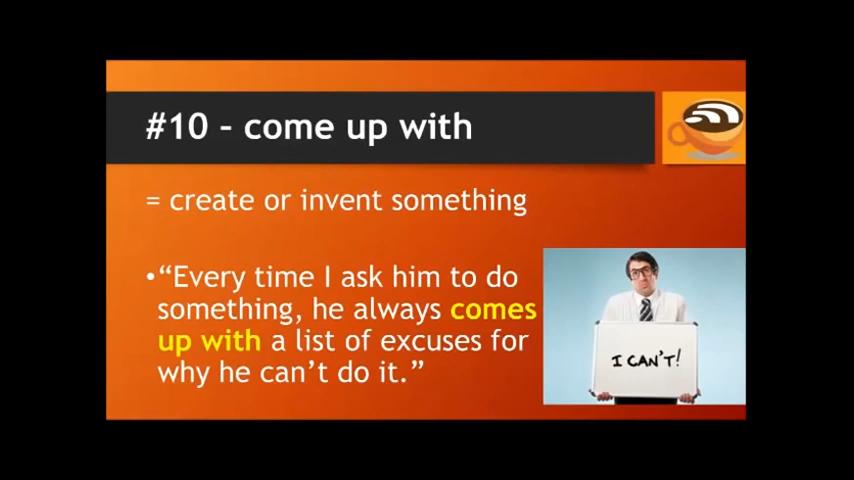 #10 – come up with
= create or invent something
•“Every time I ask him to do
something, he always comes
up with a list of excuses for
why he can’t do it.”
I CAN'T!